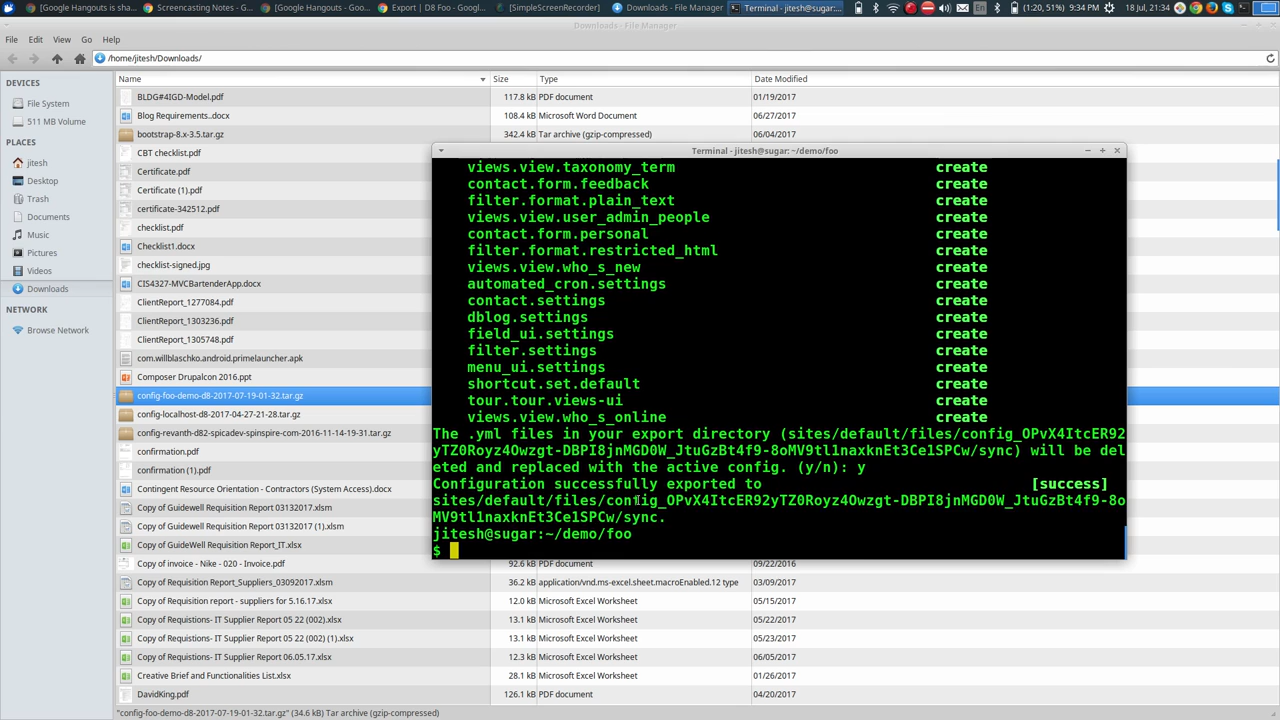 [Google Hangouts] is shar...
Screencasting Notes - G...
[Google Hangouts is sha...
Export | D8 Foo - Googl...
[SimpleScreenRecorder]
Downloads - File Manager
Terminal - jitesh@sugar:...
En
(1:20, 51%)
9:34 PM
18 Jul, 21:34
Downloads - File Manager
File Edit View Go Help
/home/jitesh/Downloads/
DEVICES
File System
511 MB Volume
PLACES
jitesh
Desktop
Trash
Documents
Music
Pictures
Videos
Downloads
NETWORK
Browse Network
Name Size Type Date Modified
BLDG#4IGD-Model.pdf 117.8 kB PDF document 01/19/2017
Blog Requirements..docx 108.4 kB Microsoft Word Document 06/27/2017
bootstrap-8.x-3.5.tar.gz 342.4 kB Tar archive (gzip-compressed) 06/04/2017
CBT checklist.pdf
Certificate.pdf
Certificate (1).pdf
certificate-342512.pdf
checklist.pdf
Checklist1.docx
checklist-signed.jpg
CIS4327-MVCBartenderApp.docx
ClientReport_1277084.pdf
ClientReport_1303236.pdf
ClientReport_1305748.pdf
com.willblaschko.android.primelauncher.apk
Composer Drupalcon 2016.ppt
config-foo-demo-d8-2017-07-19-01-32.tar.gz
config-localhost-d8-2017-04-27-21-28.tar.gz
config-revanth-d82-spicadev-spinspire-com-2016-11-14-19-31.tar.gz
confirmation.pdf
confirmation (1).pdf
Contingent Resource Orientation - Contractors (System Access).docx
Copy of Guidewell Requisition Report 03132017.xlsm
Copy of Guidewell Requisition Report 03132017 (1).xlsm
Copy of GuideWell Requisition Report_IT.xlsx
Copy of invoice - Nike - 020 - Invoice.pdf 92.6 kB PDF document 09/22/2016
Copy of Requisition Report_Suppliers_03092017.xlsm 36.2 kB application/vnd.ms-excel.sheet.macroEnabled.12 type 03/09/2017
Copy of Requisition report - suppliers for 5.16.17.xlsx 12.0 kB Microsoft Excel Worksheet 05/15/2017
Copy of Requistions- IT Supplier Report 05 22 (002).xlsx 13.1 kB Microsoft Excel Worksheet 05/22/2017
Copy of Requistions- IT Supplier Report 05 22 (002) (1).xlsx 13.1 kB Microsoft Excel Worksheet 05/23/2017
Copy of Requistions- IT Supplier Report 06.05.17.xlsx 12.3 kB Microsoft Excel Worksheet 06/05/2017
Creative Brief and Functionalities List.xlsx 28.1 kB Microsoft Excel Worksheet 01/26/2017
DavidKing.pdf 126.1 kB PDF document 04/20/2017
"config-foo-demo-d8-2017-07-19-01-32.tar.gz" (34.6 kB) Tar archive (gzip-compressed)
Terminal - jitesh@sugar: ~/demo/foo
views.view.taxonomy_term create
contact.form.feedback create
filter.format.plain_text create
views.view.user_admin_people create
contact.form.personal create
filter.format.restricted_html create
views.view.who_s_new create
automated_cron.settings create
contact.settings create
dblog.settings create
field_ui.settings create
filter.settings create
menu_ui.settings create
shortcut.set.default create
tour.tour.views-ui create
views.view.who_s_online create
The .yml files in your export directory (sites/default/files/config_OPvX4ItcER92
yTZ0Royz4Owzgt-DBPI8jnMGD0W_JtuGzBt4f9-8oMV9tl1naxknEt3Ce1SPCw/sync) will be del
eted and replaced with the active config. (y/n): y
Configuration successfully exported to [success]
sites/default/files/config_OPvX4ItcER92yTZ0Royz4Owzgt-DBPI8jnMGD0W_JtuGzBt4f9-8o
MV9tl1naxknEt3Ce1SPCw/sync.
jitesh@sugar:~/demo/foo
$